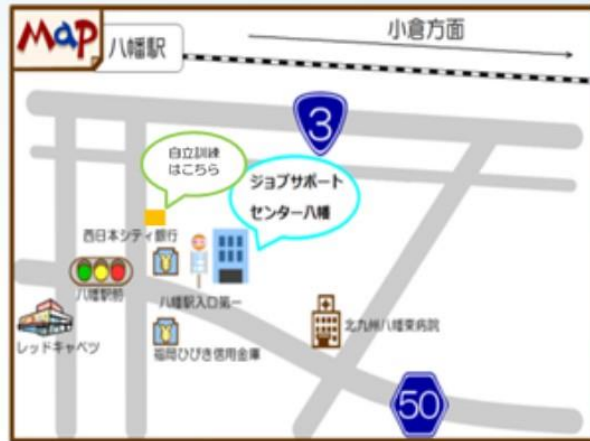 Map
八幡駅
小倉方面
3
自立訓練
はこちら
ジョブサポート
センター八幡
西日本シティ銀行
八幡駅前
八幡駅入口第一
レッドキャベツ
福岡ひびき信用金庫
北九州八幡東病院
50